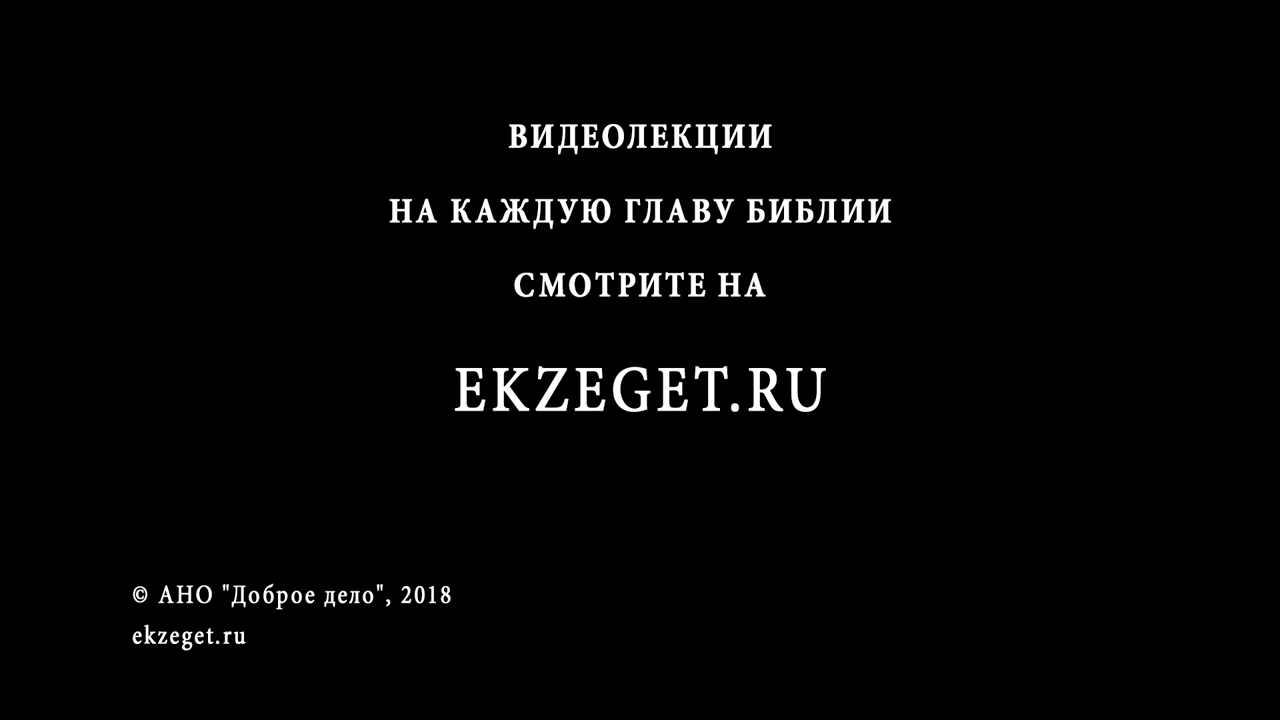 ВИДЕОЛЕКЦИИ
НА КАЖДУЮ ГЛАВУ БИБЛИИ
СМОТРИТЕ НА
EKZEGET.RU
© АНО "Доброе дело", 2018
ekzeget.ru